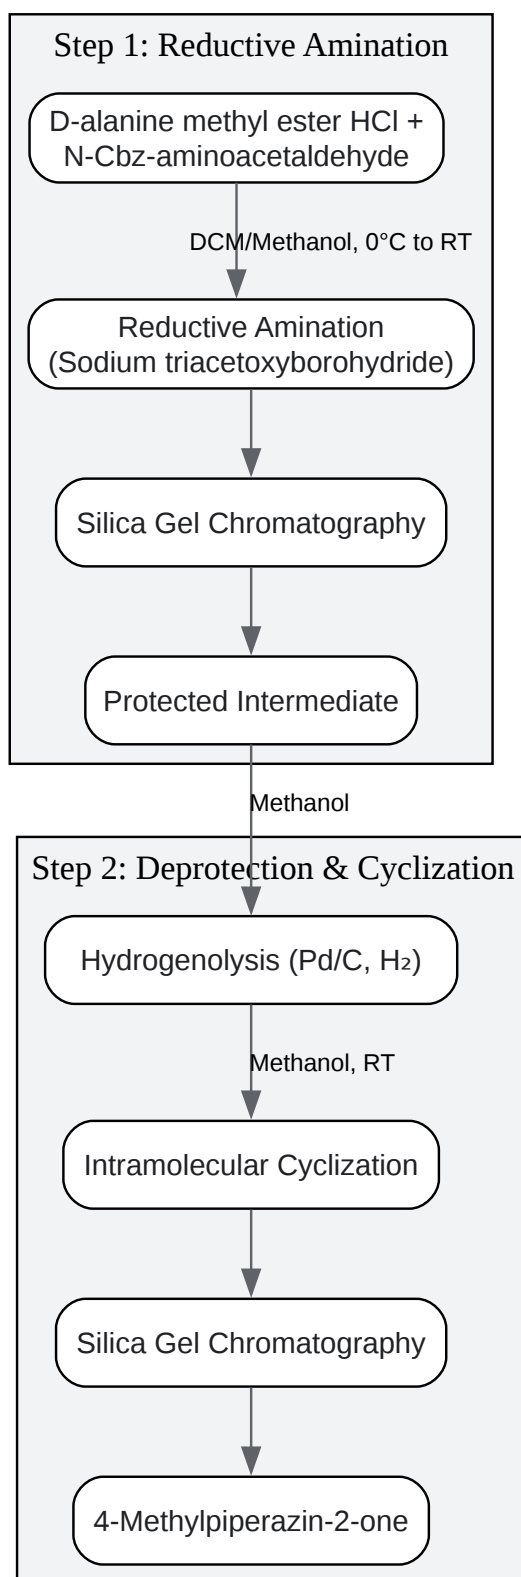 Step 1: Reductive Amination
D-alanine methyl ester HCl +
N-Cbz-aminoacetaldehyde
DCM/Methanol, 0°C to RT
Reductive Amination
(Sodium triacetoxyborohydride)
Silica Gel Chromatography
Protected Intermediate
Methanol
Step 2: Deprotection & Cyclization
Hydrogenolysis (Pd/C, H₂)
Methanol, RT
Intramolecular Cyclization
Silica Gel Chromatography
4-Methylpiperazin-2-one